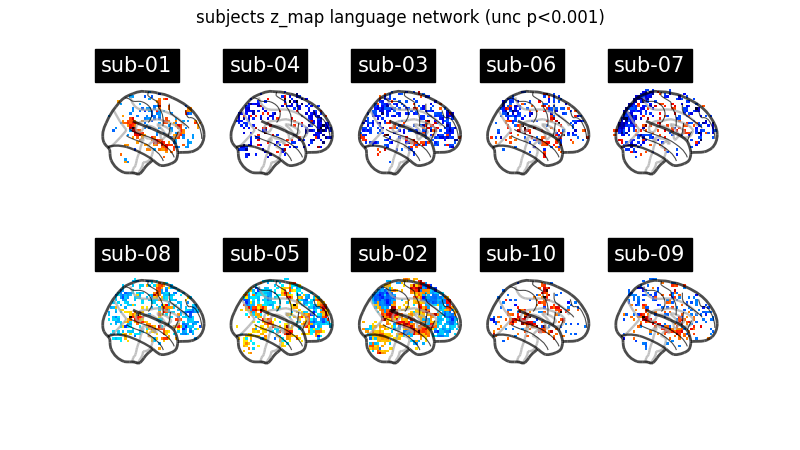 subjects z_map language network (unc p<0.001)
sub-01 sub-04 sub-03 sub-06 sub-07
sub-08 sub-05 sub-02 sub-10 sub-09